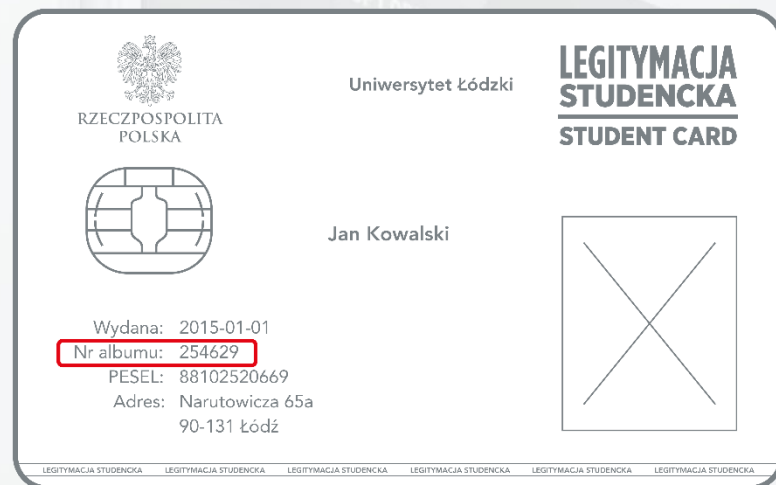 RZECZPOSPOLITA
POLSKA
Uniwersytet Łódzki
LEGITYMACJA
STUDENCKA
STUDENT CARD
Jan Kowalski
Wydana: 2015-01-01
Nr albumu: 254629
PESEL: 88102520669
Adres: Narutowicza 65a
90-131 Łódź
LEGITYMACJA STUDENCKA LEGITYMACJA STUDENCKA LEGITYMACJA STUDENCKA LEGITYMACJA STUDENCKA LEGITYMACJA STUDENCKA LEGITYMACJA STUDENCKA